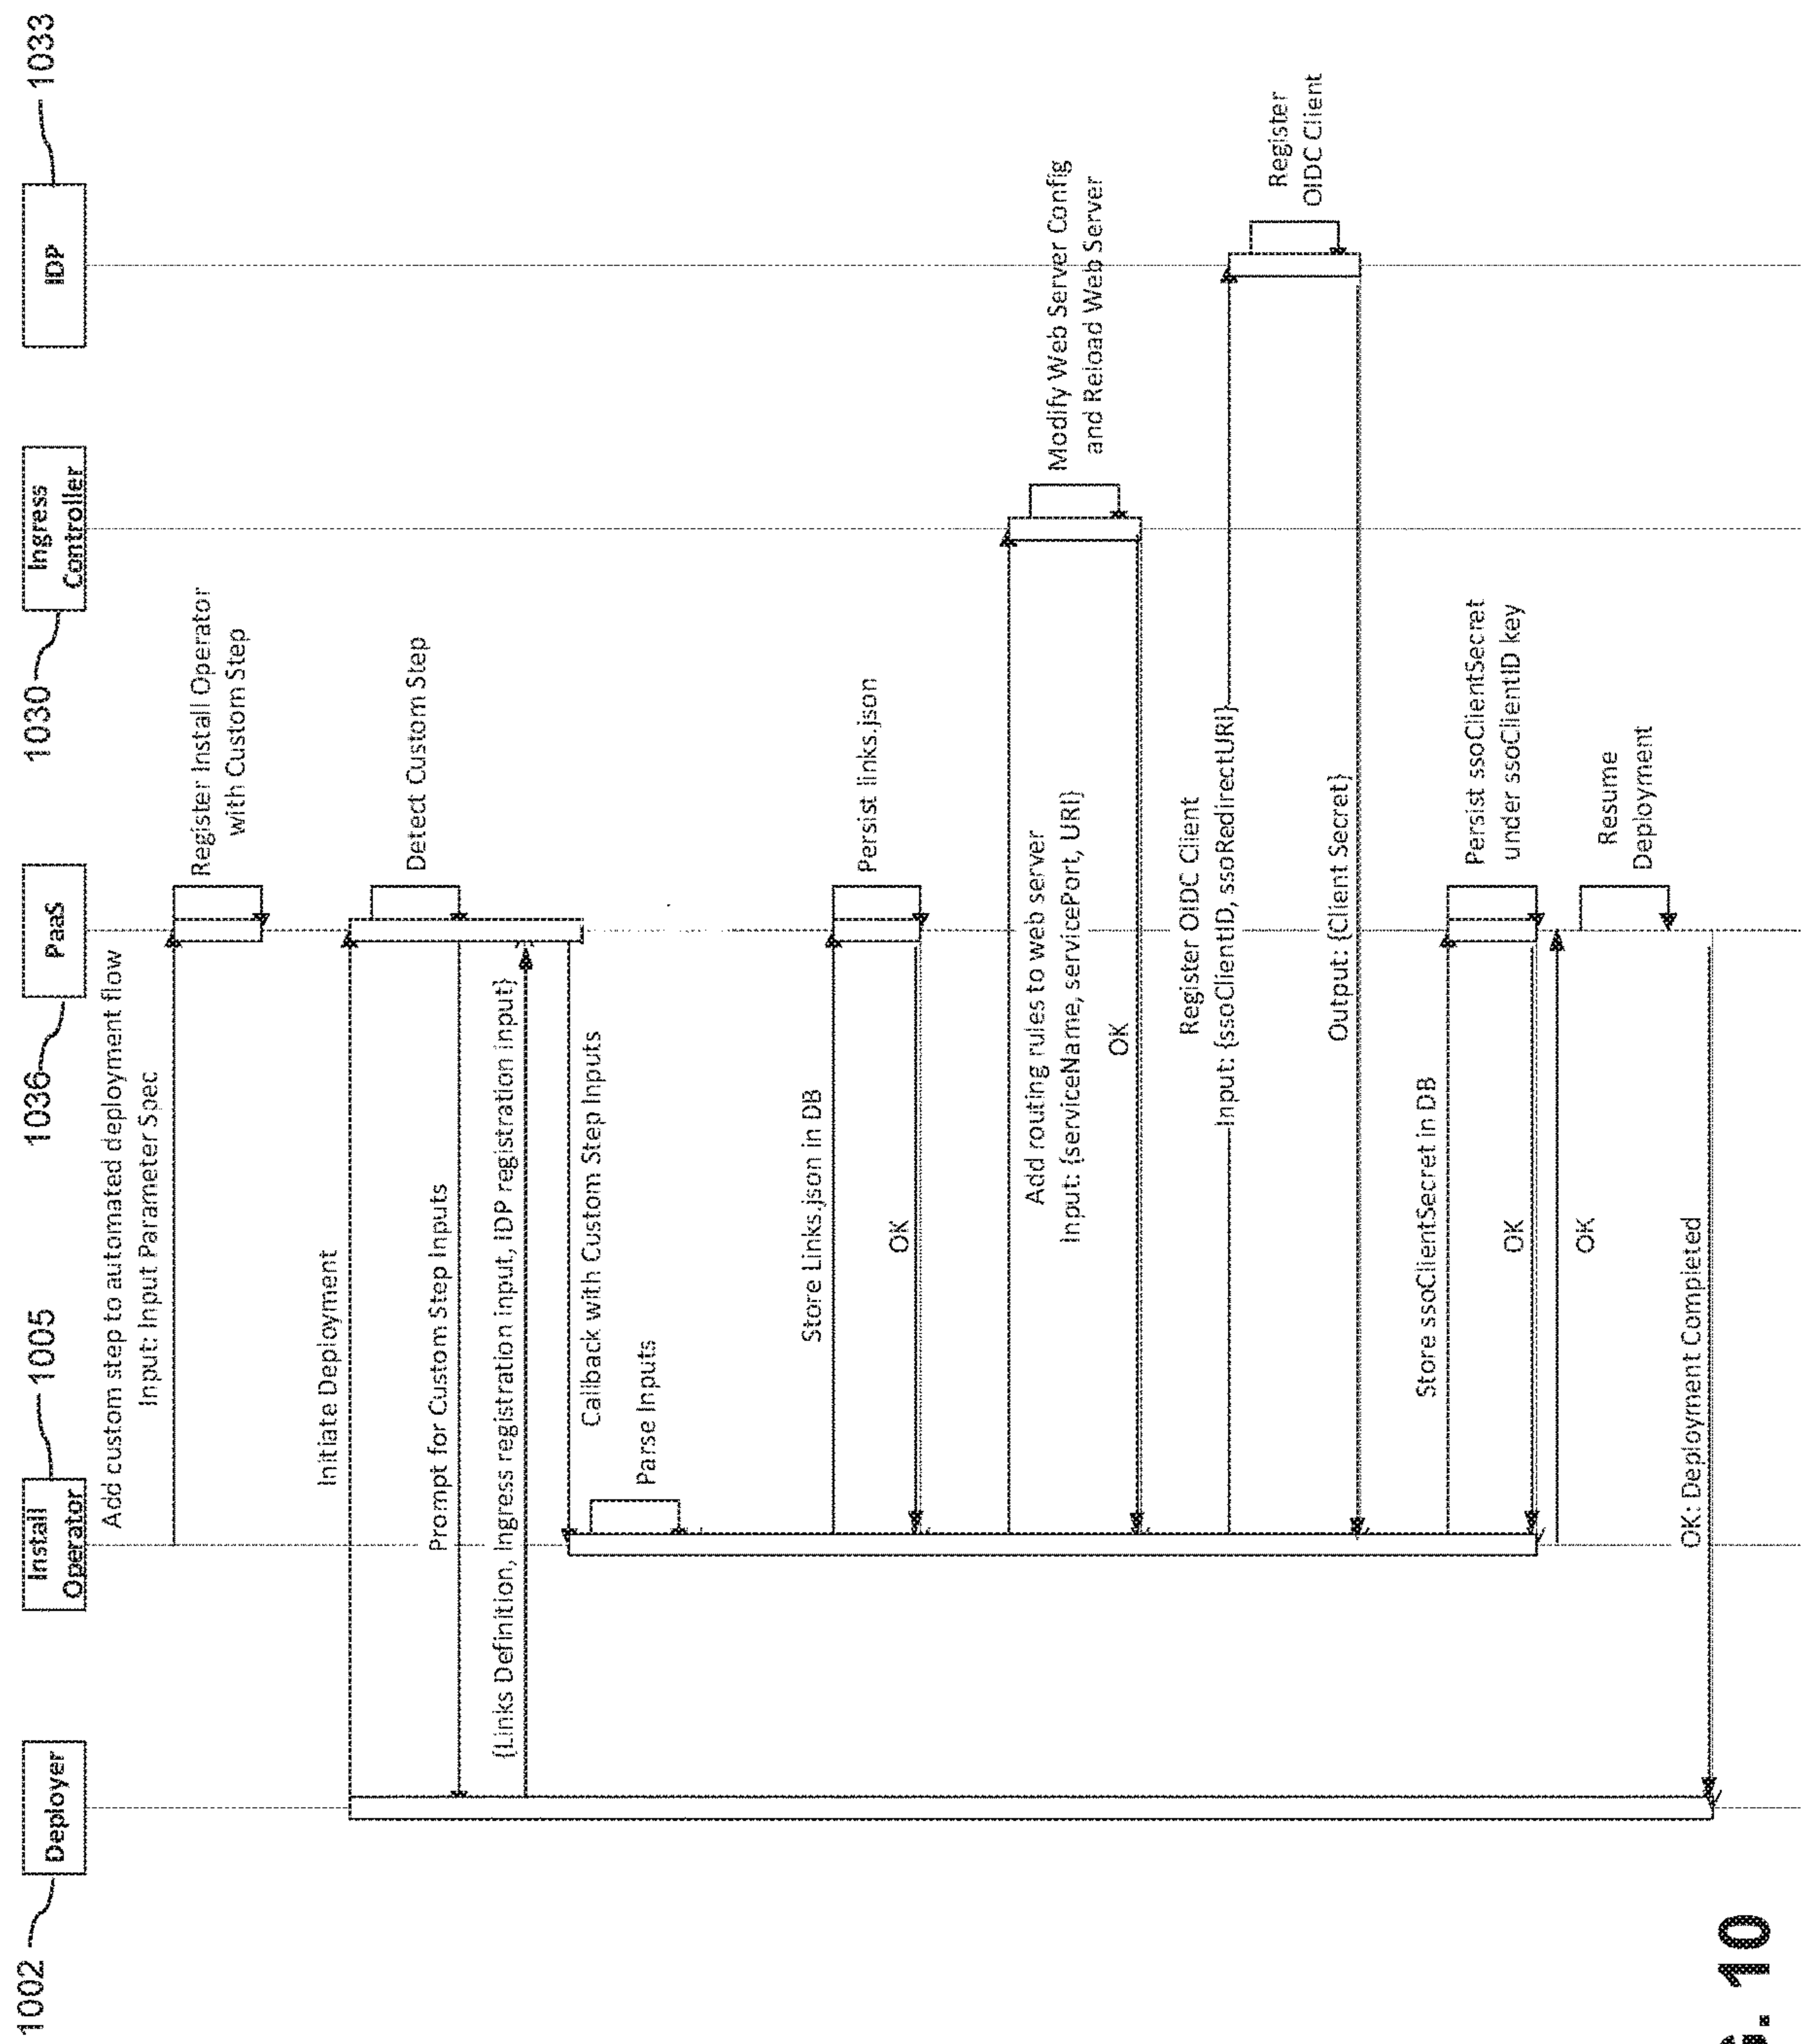 1002
Deployer
Install
Operator
1005
1036
PaaS
1030
Ingress
Controller
IDP
1033
Add custom step to automated deployment flow
Input: Input Parameter Spec
Register Install Operator
with Custom Step
Initiate Deployment
Detect Custom Step
Prompt for Custom Step Inputs
{Links Definition, Ingress registration input, IDP registration input}
Callback with Custom Step Inputs
Parse Inputs
Store Links.json in DB
Persist links.json
OK
Add routing rules to web server
Input: {serviceName, servicePort, URI}
Modify Web Server Config
and Reload Web Server
OK
Register OIDC Client
Input: {ssoClientID, ssoRedirectURI}
Register
OIDC Client
Output: {Client Secret}
Store ssoClientSecret in DB
Persist ssoClientSecret
under ssoClientID key
OK
OK
Resume
Deployment
OK: Deployment Completed
G. 10